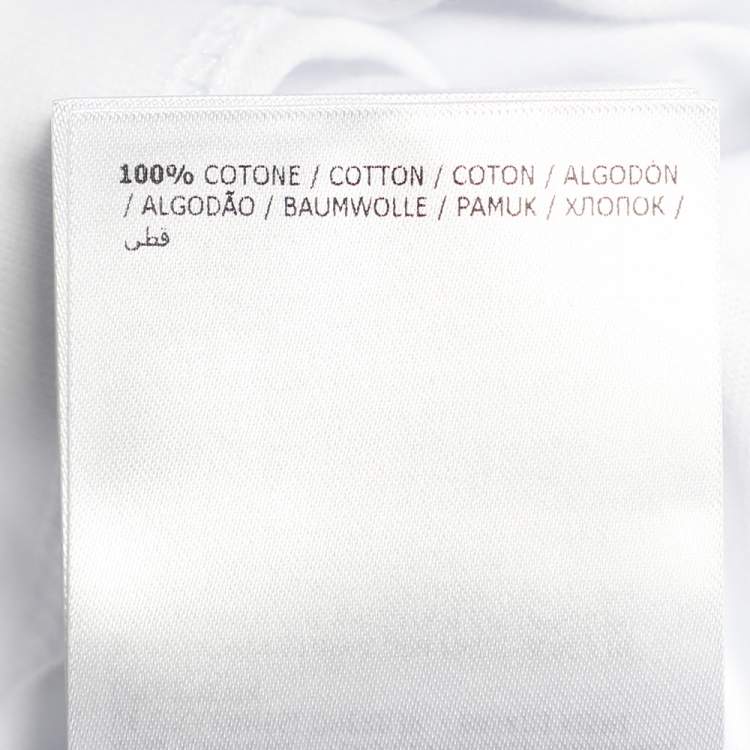 100% COTONE / COTTON / COTON / ALGODÓN
/ ALGODÃO / BAUMWOLLE / PAMUK / ХЛОПОК /
قطن